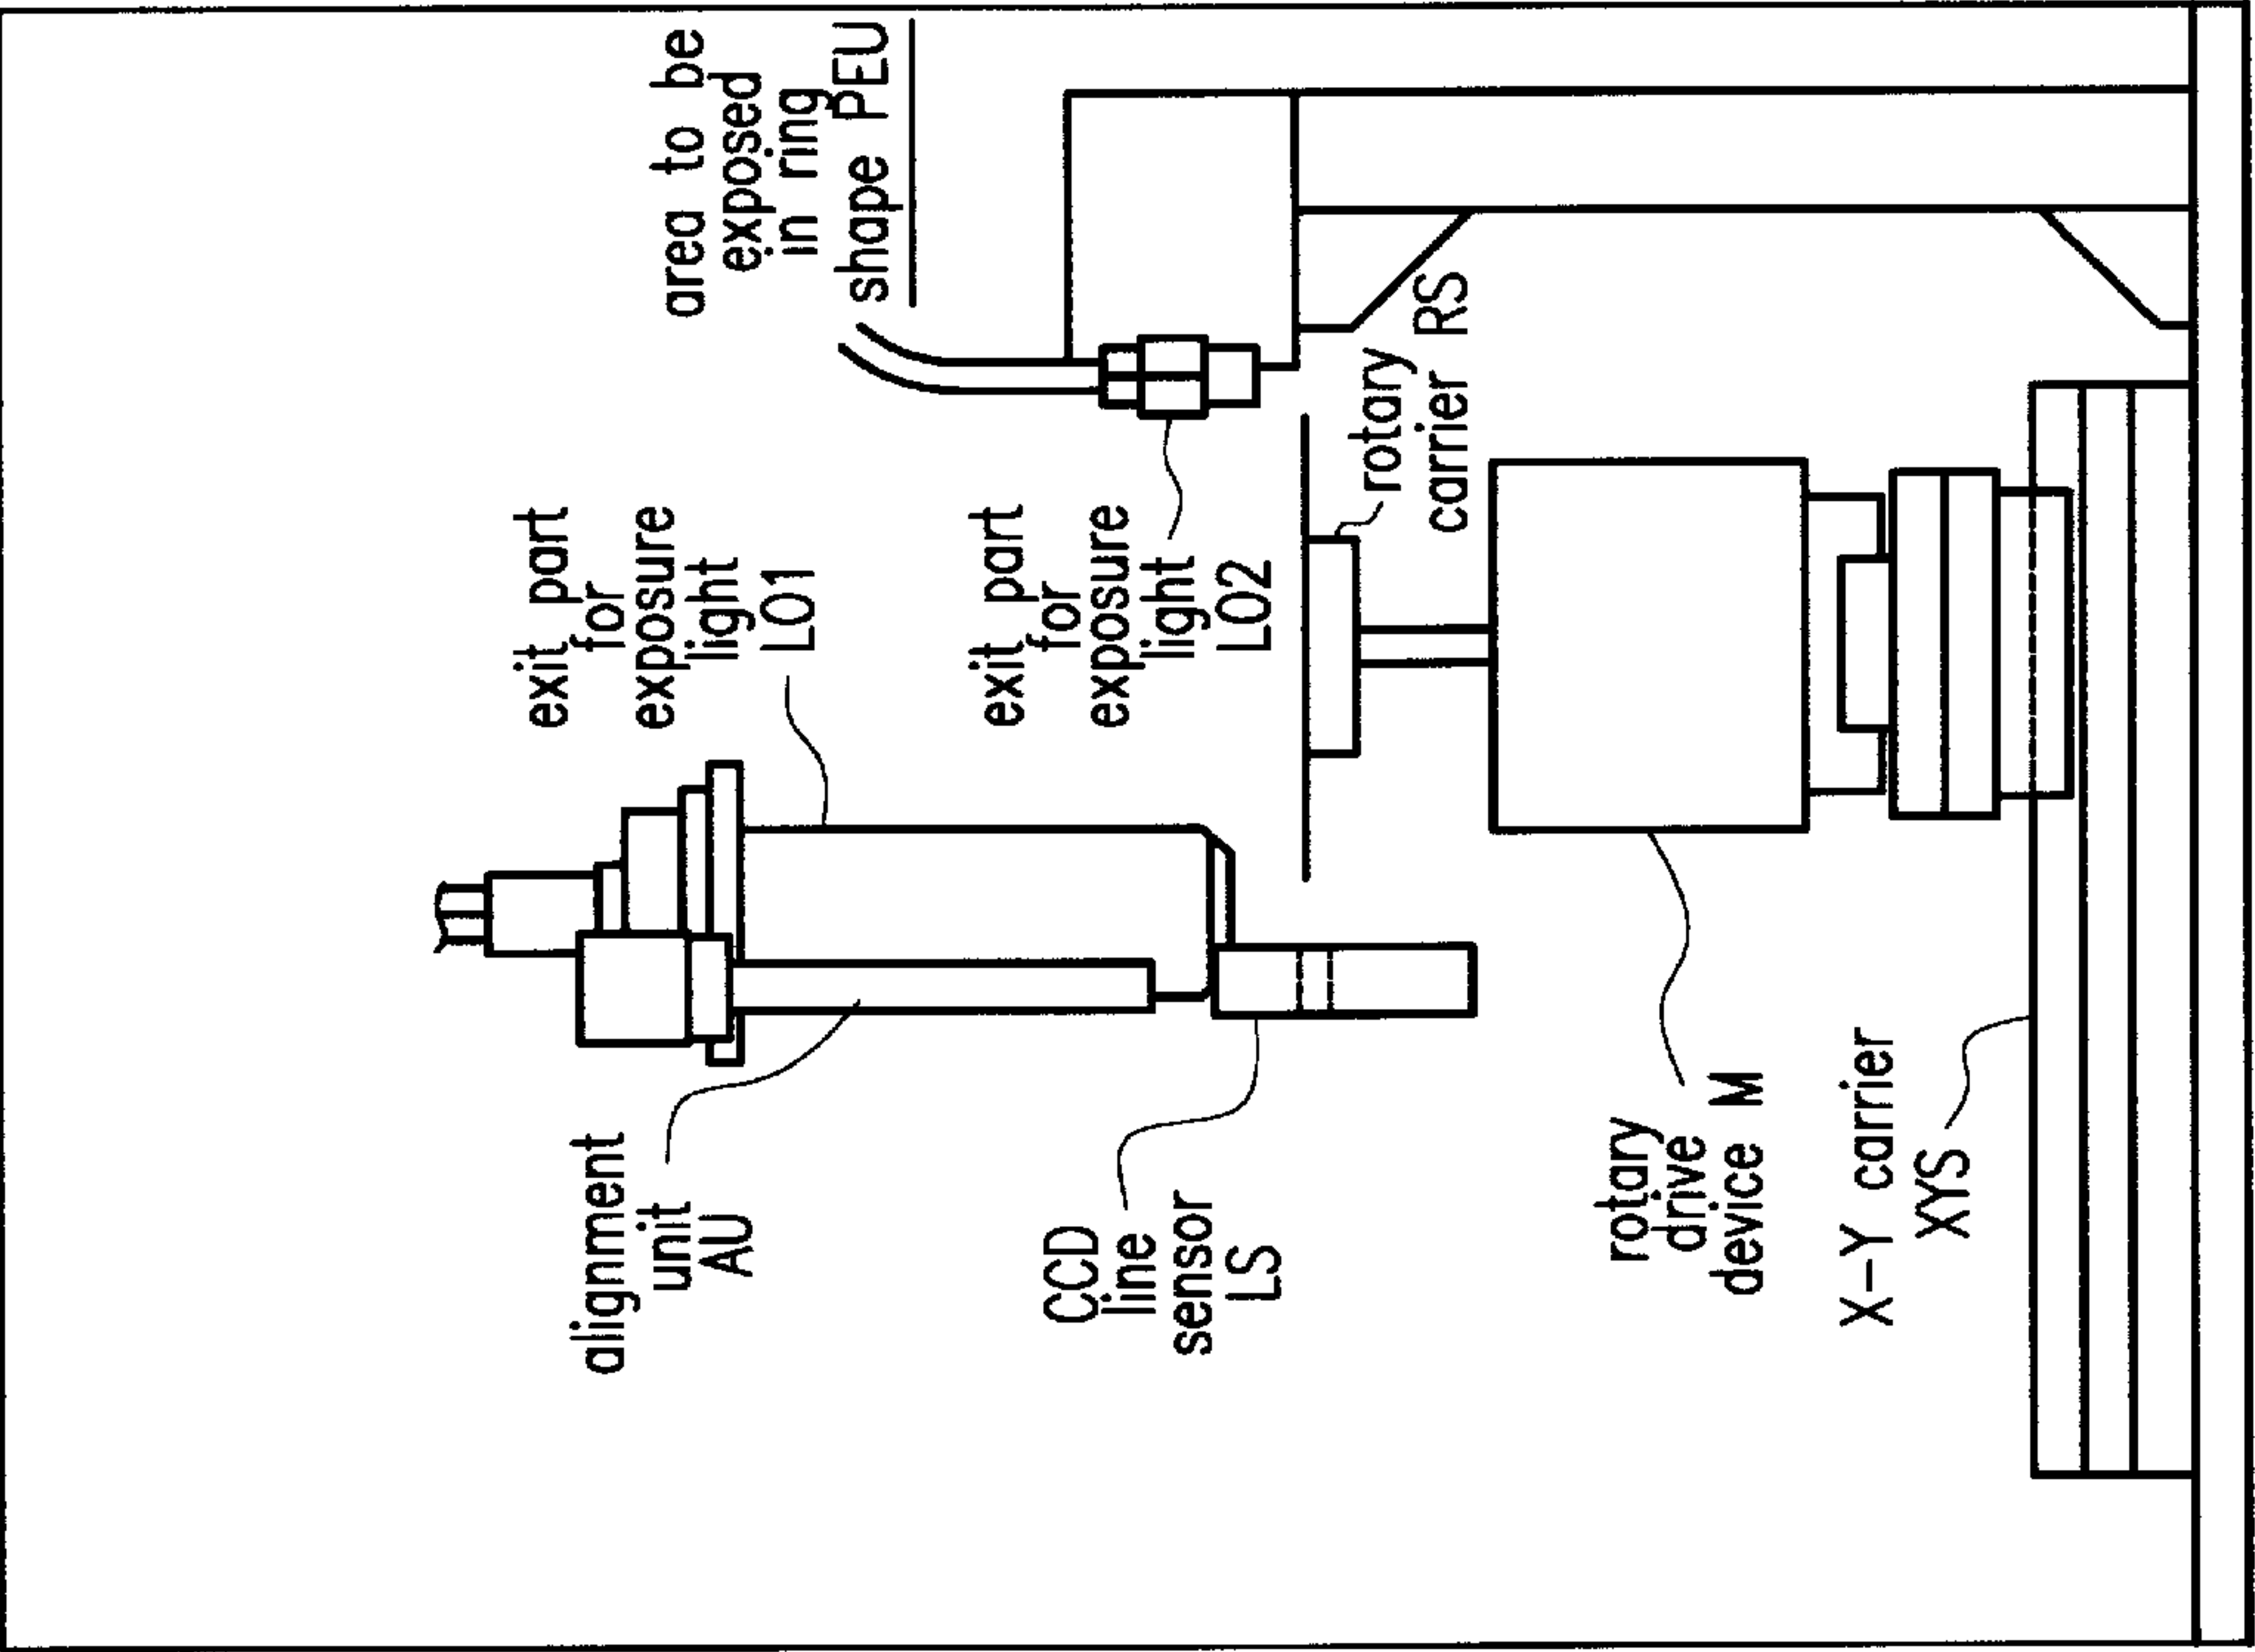 area to be
exposed
in ring
shape PEU
exit part
for
exposure
light
LO1
exit part
for
exposure
light
LO2
rotary
carrier RS
alignment
unit
AU
CCD
line
sensor
LS
rotary
drive
device M
X-Y carrier
XYS